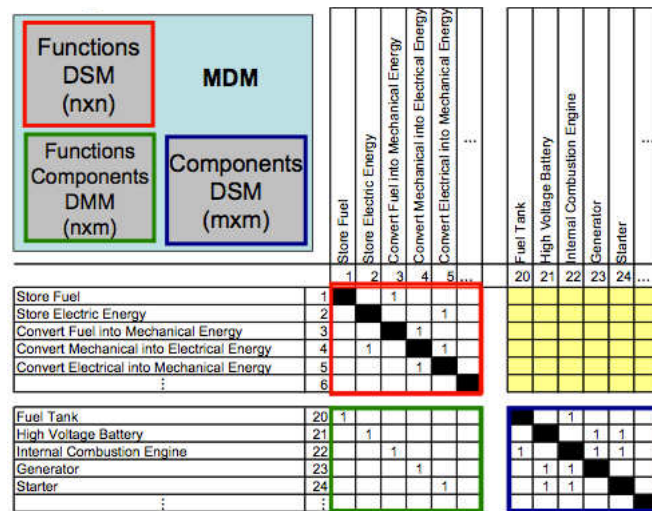 Functions
DSM
(nxn)
MDM
Functions
Components
DMM
(nxm)
Components
DSM
(mxm)
Store Fuel
Store Electric Energy
Convert Fuel into Mechanical Energy
Convert Mechanical into Electrical Energy
Convert Electrical into Mechanical Energy
...
Fuel Tank
High Voltage Battery
Internal Combustion Engine
Generator
Starter
...
1 2 3 4 5 ... 20 21 22 23 24 ...
Store Fuel 1 1
Store Electric Energy 2 1
Convert Fuel into Mechanical Energy 3 1
Convert Mechanical into Electrical Energy 4 1 1
Convert Electrical into Mechanical Energy 5 1
⋮ 6
Fuel Tank 20 1 1
High Voltage Battery 21 1 1 1
Internal Combustion Engine 22 1 1 1 1
Generator 23 1 1 1
Starter 24 1 1 1
⋮ ⋮